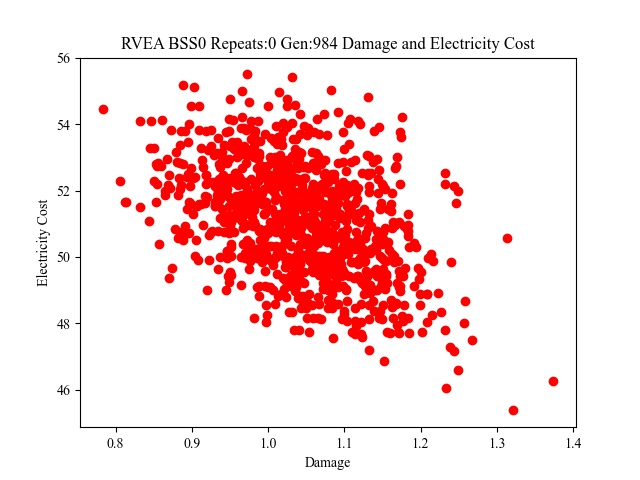 RVEA BSS0 Repeats:0 Gen:984 Damage and Electricity Cost
56
54
52
50
48
46
Electricity Cost
0.8 0.9 1.0 1.1 1.2 1.3 1.4
Damage